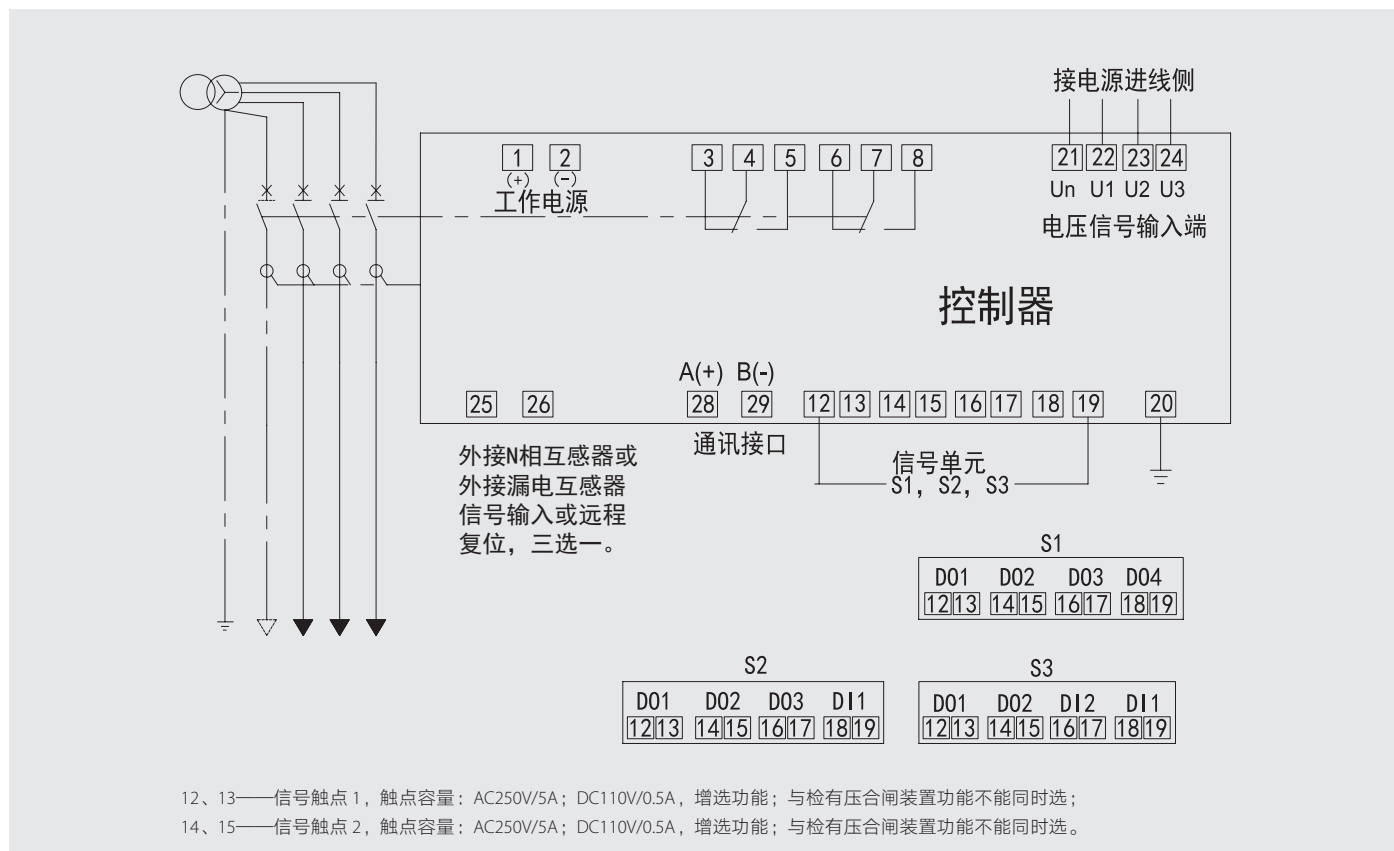 接电源进线侧
1 2 3 4 5 6 7 8 21 22 23 24
(+) (-) Un U1 U2 U3
工作电源
电压信号输入端
控制器
A(+) B(-)
25 26 28 29 12 13 14 15 16 17 18 19 20
通讯接口
外接N相互感器或
外接漏电互感器
信号输入或远程
复位，三选一。
信号单元
S1，S2，S3
S1
DO1 DO2 DO3 DO4
12 13 14 15 16 17 18 19
S2
DO1 DO2 DO3 DI1
12 13 14 15 16 17 18 19
S3
DO1 DO2 DI2 DI1
12 13 14 15 16 17 18 19
12、13——信号触点 1，触点容量：AC250V/5A；DC110V/0.5A，增选功能；与检有压合闸装置功能不能同时选；
14、15——信号触点 2，触点容量：AC250V/5A；DC110V/0.5A，增选功能；与检有压合闸装置功能不能同时选。